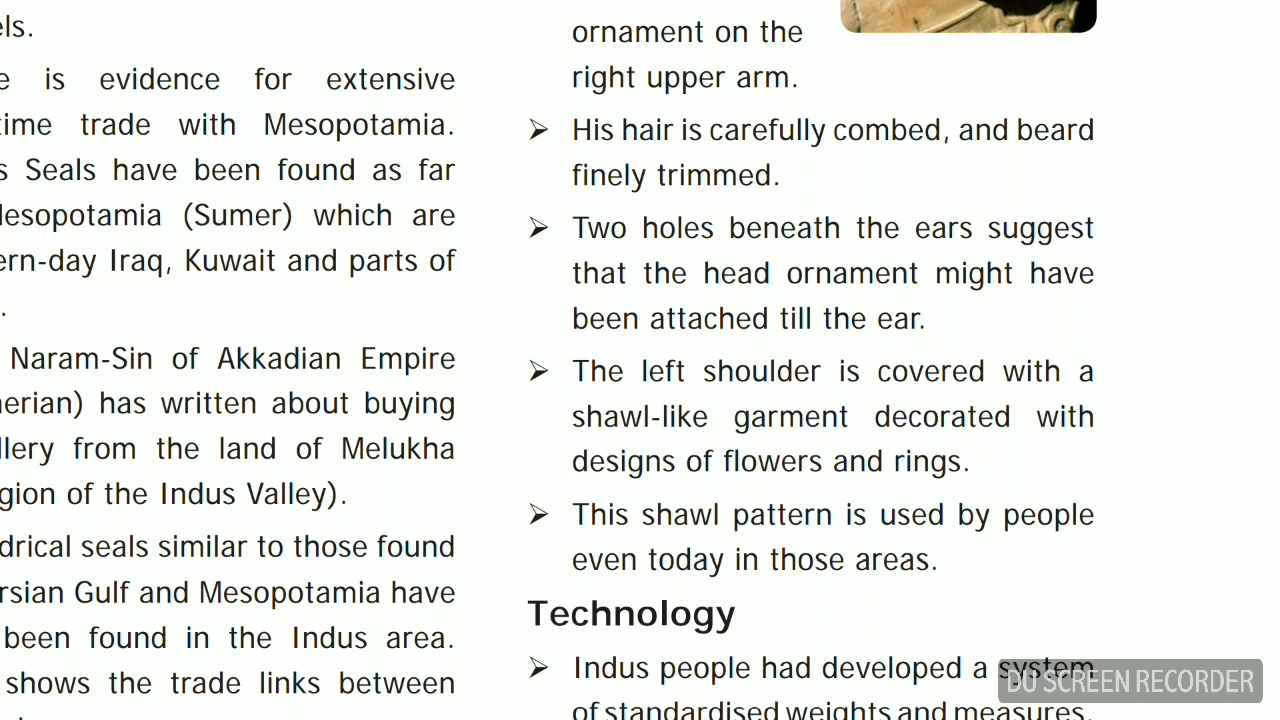 els.
e is evidence for extensive
time trade with Mesopotamia.
s Seals have been found as far
Mesopotamia (Sumer) which are
ern-day Iraq, Kuwait and parts of
.
Naram-Sin of Akkadian Empire
erian) has written about buying
llery from the land of Melukha
gion of the Indus Valley).
drical seals similar to those found
rsian Gulf and Mesopotamia have
been found in the Indus area.
shows the trade links between
ornament on the
right upper arm.
➢ His hair is carefully combed, and beard
finely trimmed.
➢ Two holes beneath the ears suggest
that the head ornament might have
been attached till the ear.
➢ The left shoulder is covered with a
shawl-like garment decorated with
designs of flowers and rings.
➢ This shawl pattern is used by people
even today in those areas.
Technology
➢ Indus people had developed a system
of standardised weights and measures.
DU SCREEN RECORDER